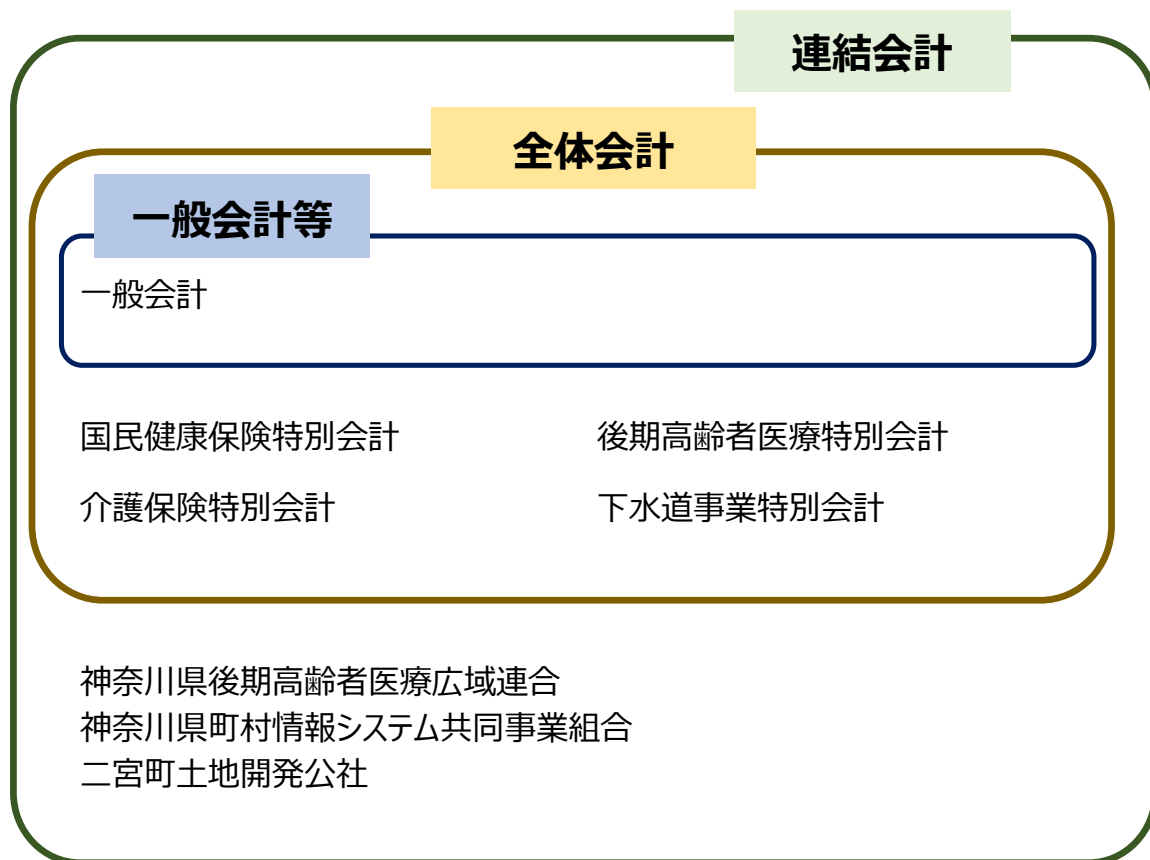 連結会計
全体会計
一般会計等
一般会計
国民健康保険特別会計
後期高齢者医療特別会計
介護保険特別会計
下水道事業特別会計
神奈川県後期高齢者医療広域連合
神奈川県町村情報システム共同事業組合
二宮町土地開発公社